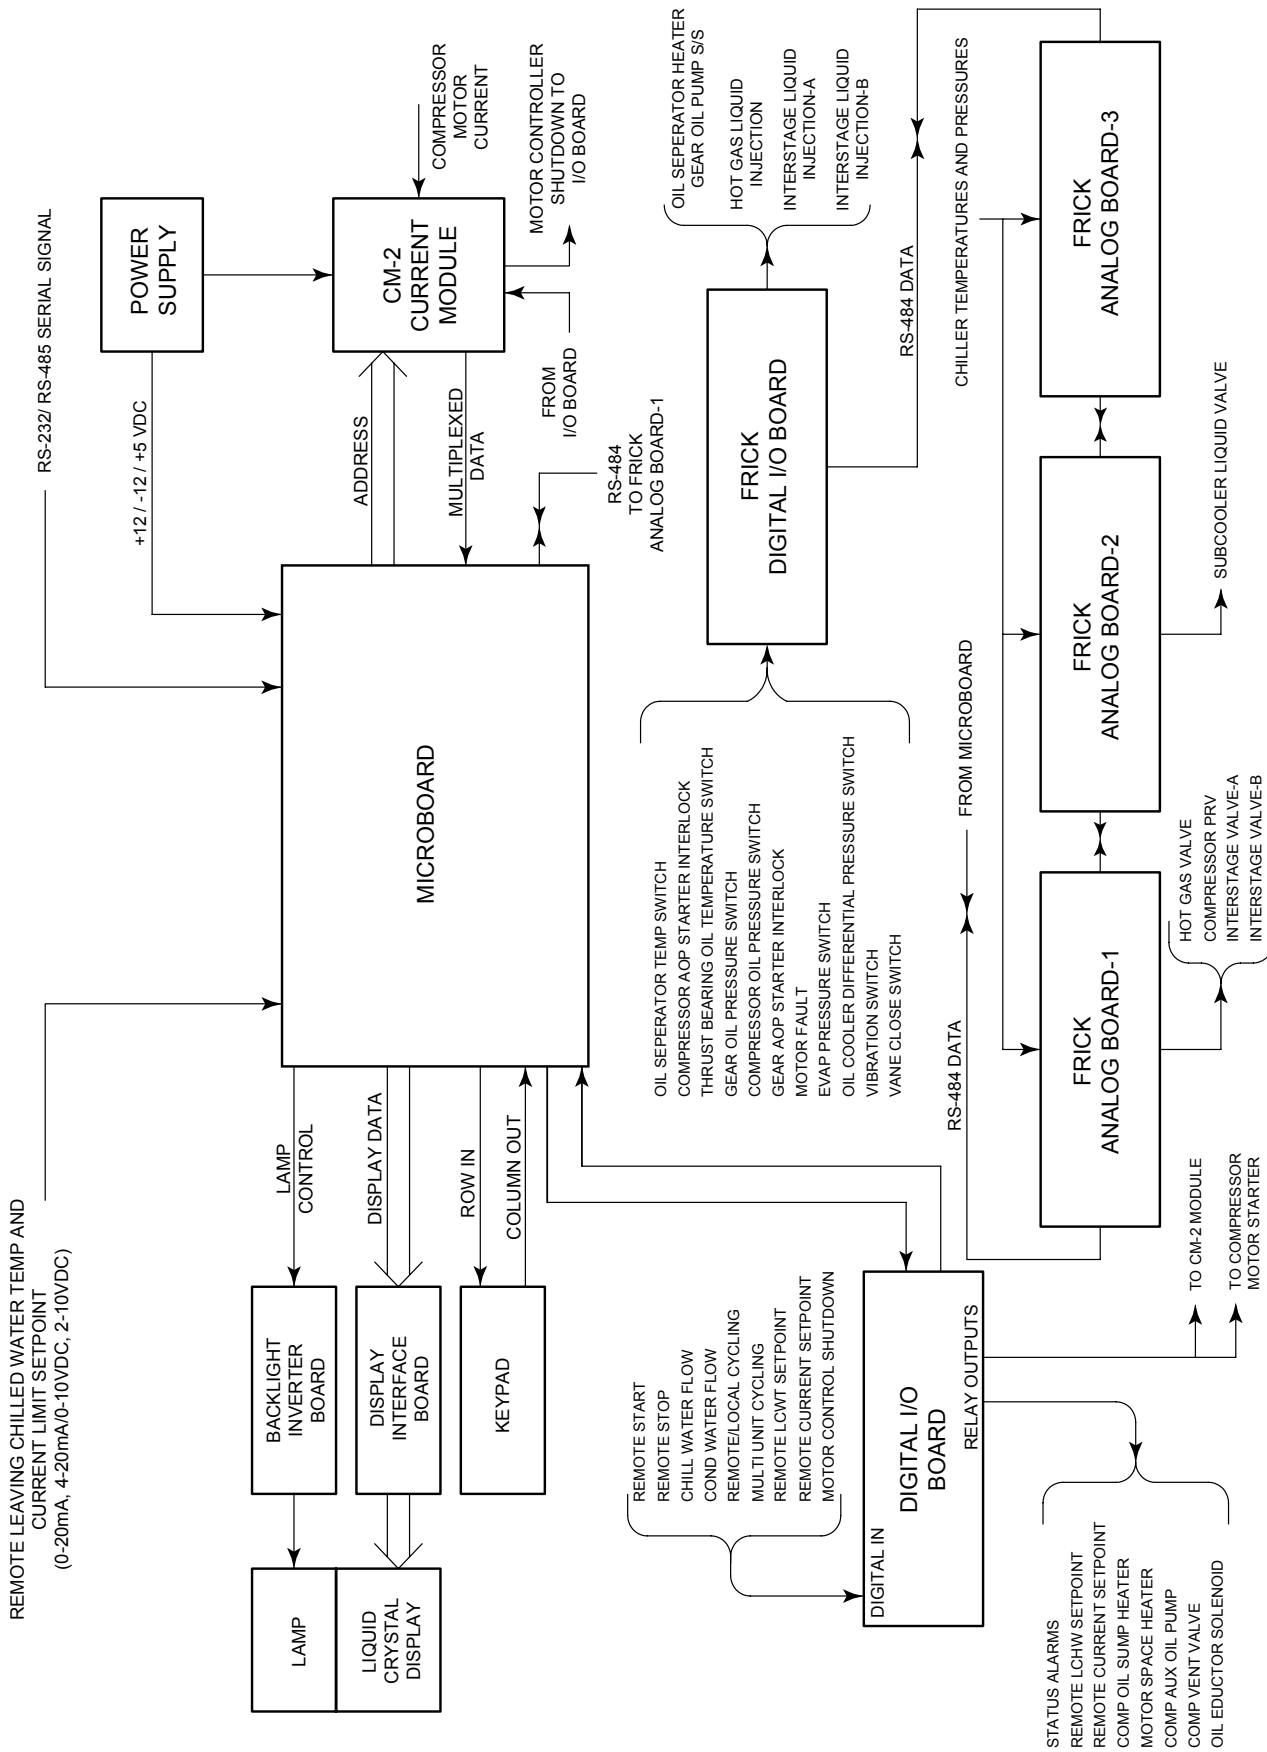 REMOTE LEAVING CHILLED WATER TEMP AND
CURRENT LIMIT SETPOINT
(0-20mA, 4-20mA/0-10VDC, 2-10VDC)
RS-232/ RS-485 SERIAL SIGNAL
+12 / -12 / +5 VDC
POWER
SUPPLY
COMPRESSOR
MOTOR
CURRENT
CM-2
CURRENT
MODULE
MOTOR CONTROLLER
SHUTDOWN TO
I/O BOARD
FROM
I/O BOARD
ADDRESS
MULTIPLEXED
DATA
RS-484
TO FRICK
ANALOG BOARD-1
MICROBOARD
LAMP
CONTROL
DISPLAY DATA
ROW IN
COLUMN OUT
BACKLIGHT
INVERTER
BOARD
DISPLAY
INTERFACE
BOARD
KEYPAD
LAMP
LIQUID
CRYSTAL
DISPLAY
REMOTE START
REMOTE STOP
CHILL WATER FLOW
COND WATER FLOW
REMOTE/LOCAL CYCLING
MULTI UNIT CYCLING
REMOTE LCWT SETPOINT
REMOTE CURRENT SETPOINT
MOTOR CONTROL SHUTDOWN
DIGITAL IN
DIGITAL I/O
BOARD
RELAY OUTPUTS
TO CM-2 MODULE
TO COMPRESSOR
MOTOR STARTER
STATUS ALARMS
REMOTE LCHW SETPOINT
REMOTE CURRENT SETPOINT
COMP OIL SUMP HEATER
MOTOR SPACE HEATER
COMP AUX OIL PUMP
COMP VENT VALVE
OIL EDUCTOR SOLENOID
OIL SEPERATOR TEMP SWITCH
COMPRESSOR AOP STARTER INTERLOCK
THRUST BEARING OIL TEMPERATURE SWITCH
GEAR OIL PRESSURE SWITCH
COMPRESSOR OIL PRESSURE SWITCH
GEAR AOP STARTER INTERLOCK
MOTOR FAULT
EVAP PRESSURE SWITCH
OIL COOLER DIFFERENTIAL PRESSURE SWITCH
VIBRATION SWITCH
VANE CLOSE SWITCH
FRICK
DIGITAL I/O BOARD
OIL SEPERATOR HEATER
GEAR OIL PUMP S/S
HOT GAS LIQUID
INJECTION
INTERSTAGE LIQUID
INJECTION-A
INTERSTAGE LIQUID
INJECTION-B
RS-484 DATA
CHILLER TEMPERATURES AND PRESSURES
RS-484 DATA
FROM MICROBOARD
FRICK
ANALOG BOARD-1
FRICK
ANALOG BOARD-2
FRICK
ANALOG BOARD-3
HOT GAS VALVE
COMPRESSOR PRV
INTERSTAGE VALVE-A
INTERSTAGE VALVE-B
SUBCOOLER LIQUID VALVE